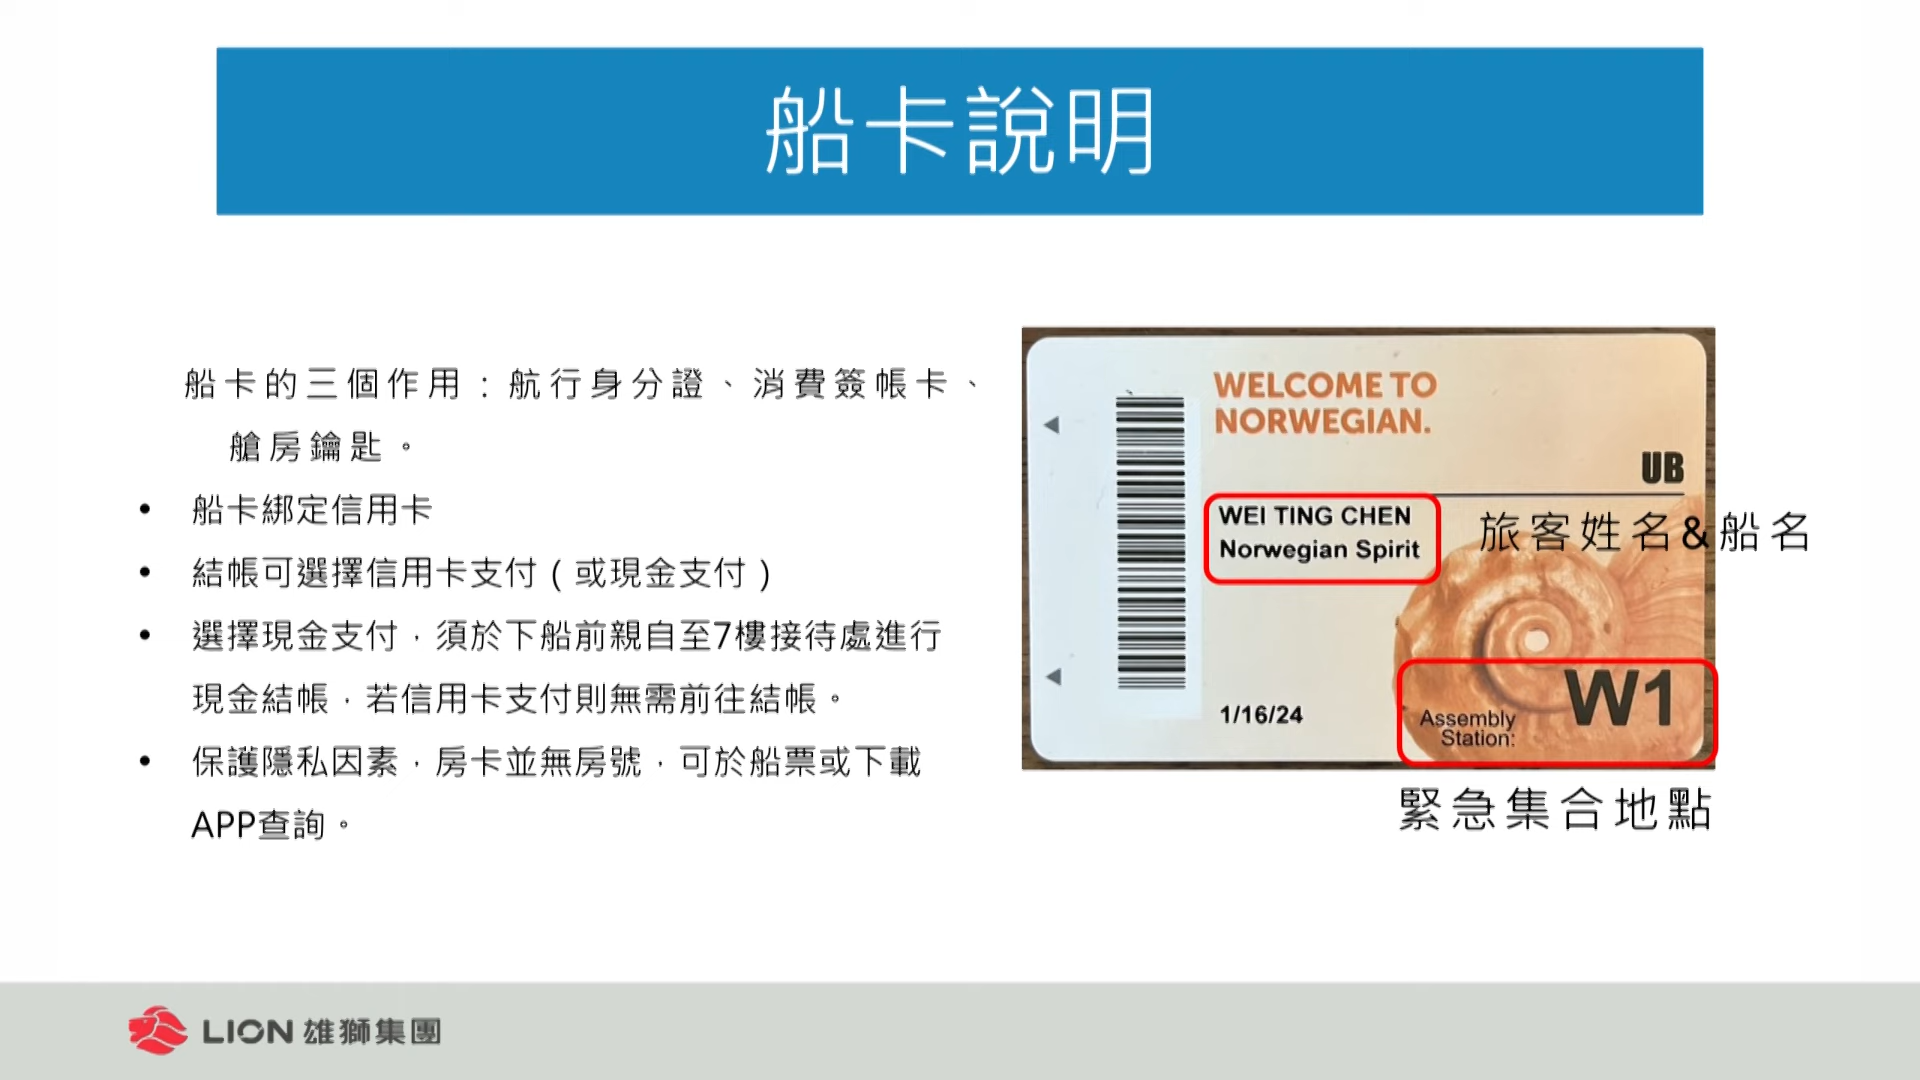 船卡說明
船卡的三個作用：航行身分證、消費簽帳卡、
艙房鑰匙。
• 船卡綁定信用卡
• 結帳可選擇信用卡支付（或現金支付）
• 選擇現金支付，須於下船前親自至7樓接待處進行
現金結帳，若信用卡支付則無需前往結帳。
• 保護隱私因素，房卡並無房號，可於船票或下載
APP查詢。
WELCOME TO
NORWEGIAN.
UB
WEI TING CHEN
Norwegian Spirit
旅客姓名&船名
1/16/24
Assembly
Station:
W1
緊急集合地點
LION 雄獅集團